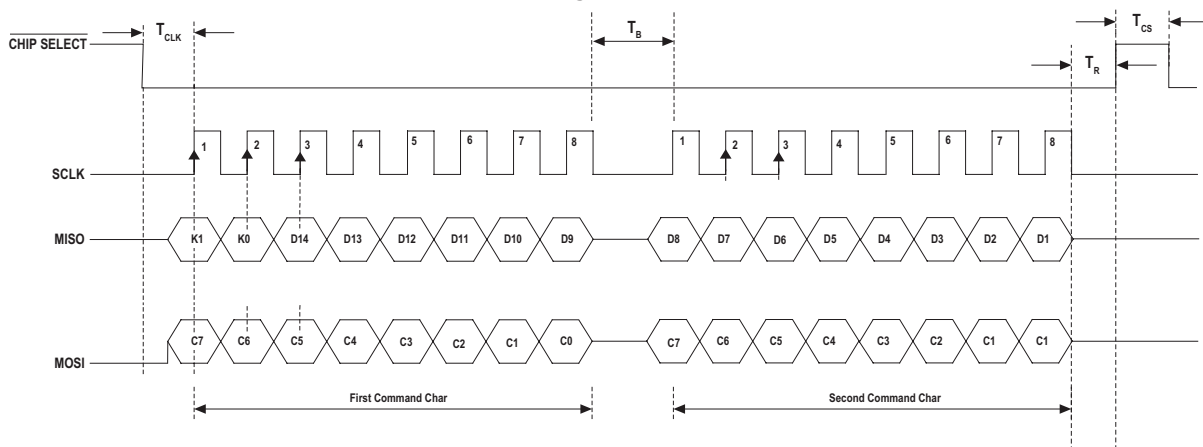 T_CLK T_B T_CS
CHIP SELECT
T_R
1 2 3 4 5 6 7 8 1 2 3 4 5 6 7 8
SCLK
MISO K1 K0 D14 D13 D12 D11 D10 D9 D8 D7 D6 D5 D4 D3 D2 D1
C7 C6 C5 C4 C3 C2 C1 C0 C7 C6 C5 C4 C3 C2 C1 C1
MOSI
First Command Char Second Command Char